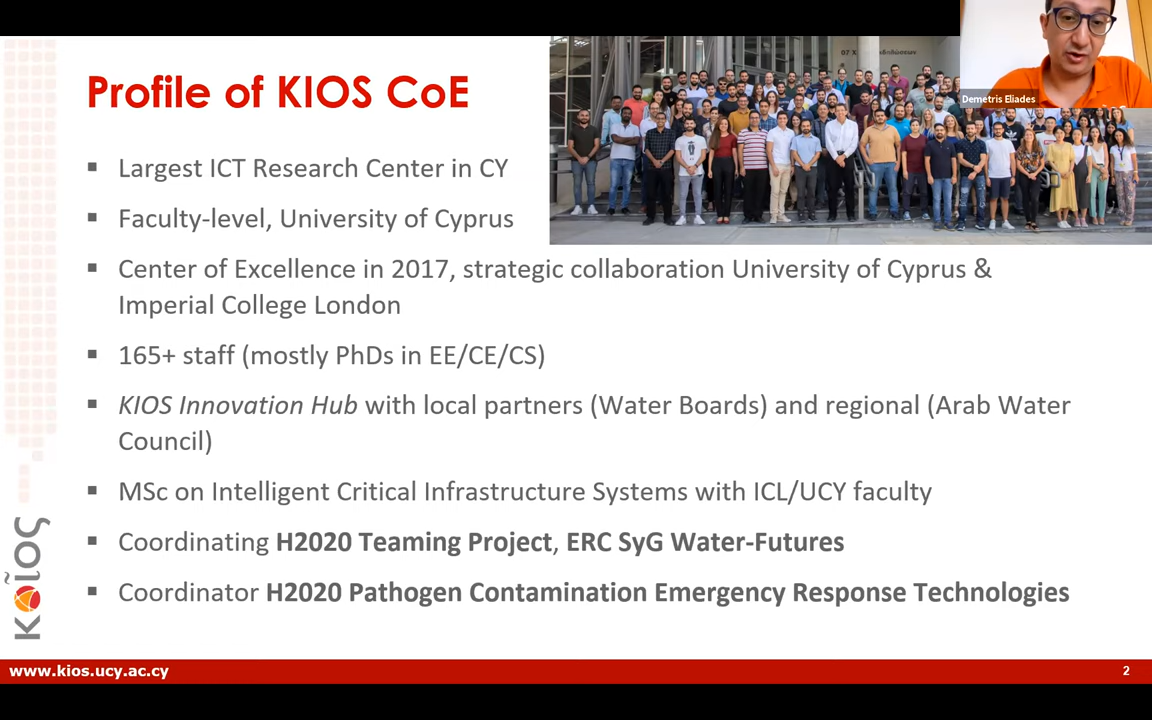 Profile of KIOS CoE
Demetris Eliades
▪ Largest ICT Research Center in CY
▪ Faculty-level, University of Cyprus
▪ Center of Excellence in 2017, strategic collaboration University of Cyprus &
Imperial College London
▪ 165+ staff (mostly PhDs in EE/CE/CS)
▪ KIOS Innovation Hub with local partners (Water Boards) and regional (Arab Water
Council)
▪ MSc on Intelligent Critical Infrastructure Systems with ICL/UCY faculty
▪ Coordinating H2020 Teaming Project, ERC SyG Water-Futures
▪ Coordinator H2020 Pathogen Contamination Emergency Response Technologies
κοῖος
www.kios.ucy.ac.cy
2